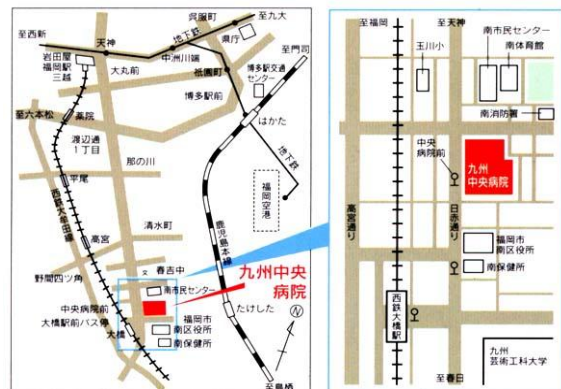 至九大
呉服町
地下鉄
県庁
至西新
天神
中洲川端
至門司
岩田屋
福岡駅
三越
大丸前
祇園町
博多駅交通
センター
博多駅前
至六本松
薬院
はかた
渡辺通
1丁目
那の川
地下鉄
平尾
福岡空港
西鉄大牟田線
清水町
高宮
鹿児島本線
野間四ツ角
文
春吉中
九州中央
病院
南市民センター
中央病院前
大橋駅前バス停
大橋
福岡市
南区役所
南保健所
たけした
N
至鳥栖
至福岡
至天神
南市民センター
南体育館
玉川小
南消防署
中央
病院前
九州
中央病院
高宮通り
日赤通り
福岡市
南区役所
南保健所
西鉄大橋駅
九州
芸術工科大学
至春日